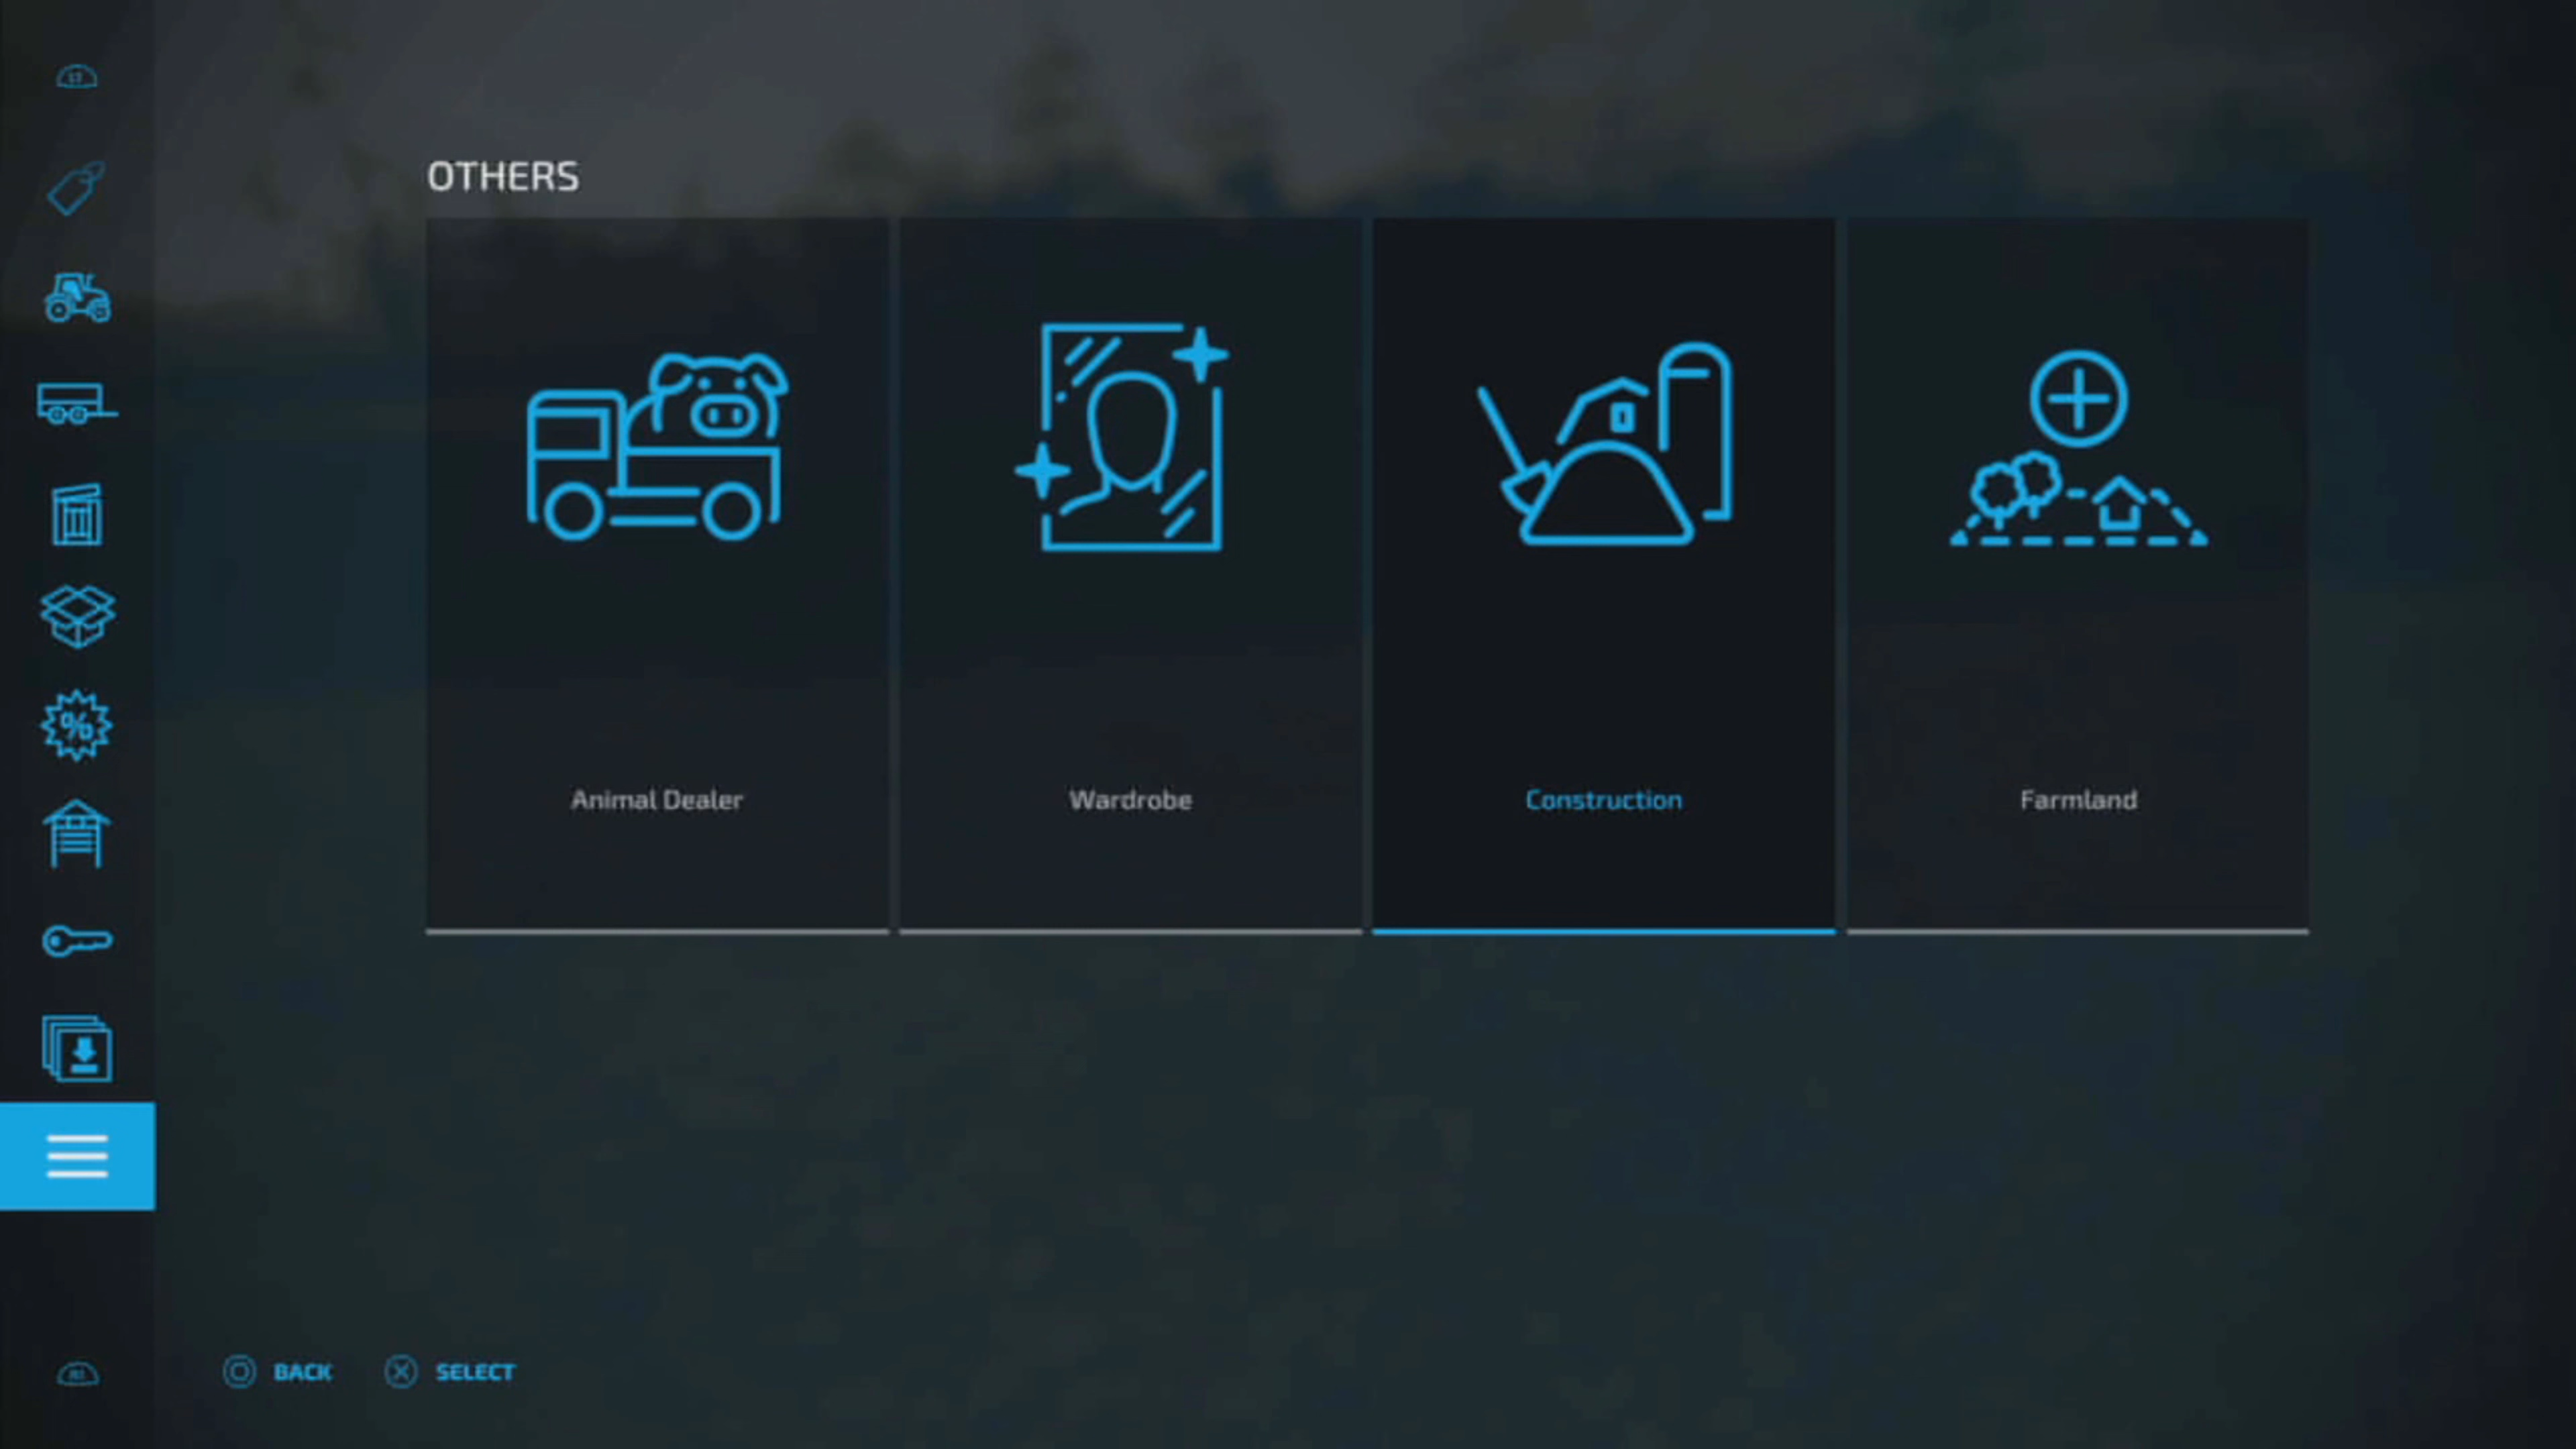 OTHERS
Animal Dealer
Wardrobe
Construction
Farmland
%
BACK
SELECT